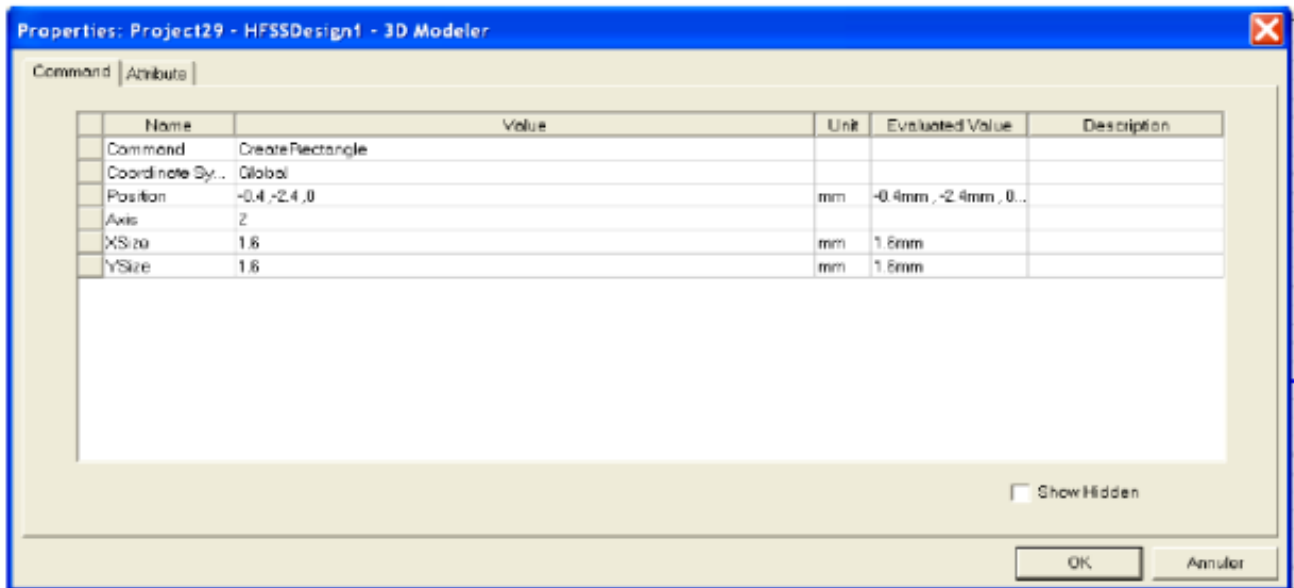 Properties: Project29 - HFSSDesign1 - 3D Modeler
Command Attribute
Name Value Unit Evaluated Value Description
Command CreateRectangle
Coordinate Sy... Global
Position -0.4 ,-2.4 ,0 mm -0.4mm , -2.4mm , 0...
Axis Z
XSize 1.6 mm 1.6mm
YSize 1.6 mm 1.6mm
Show Hidden
OK Annuler